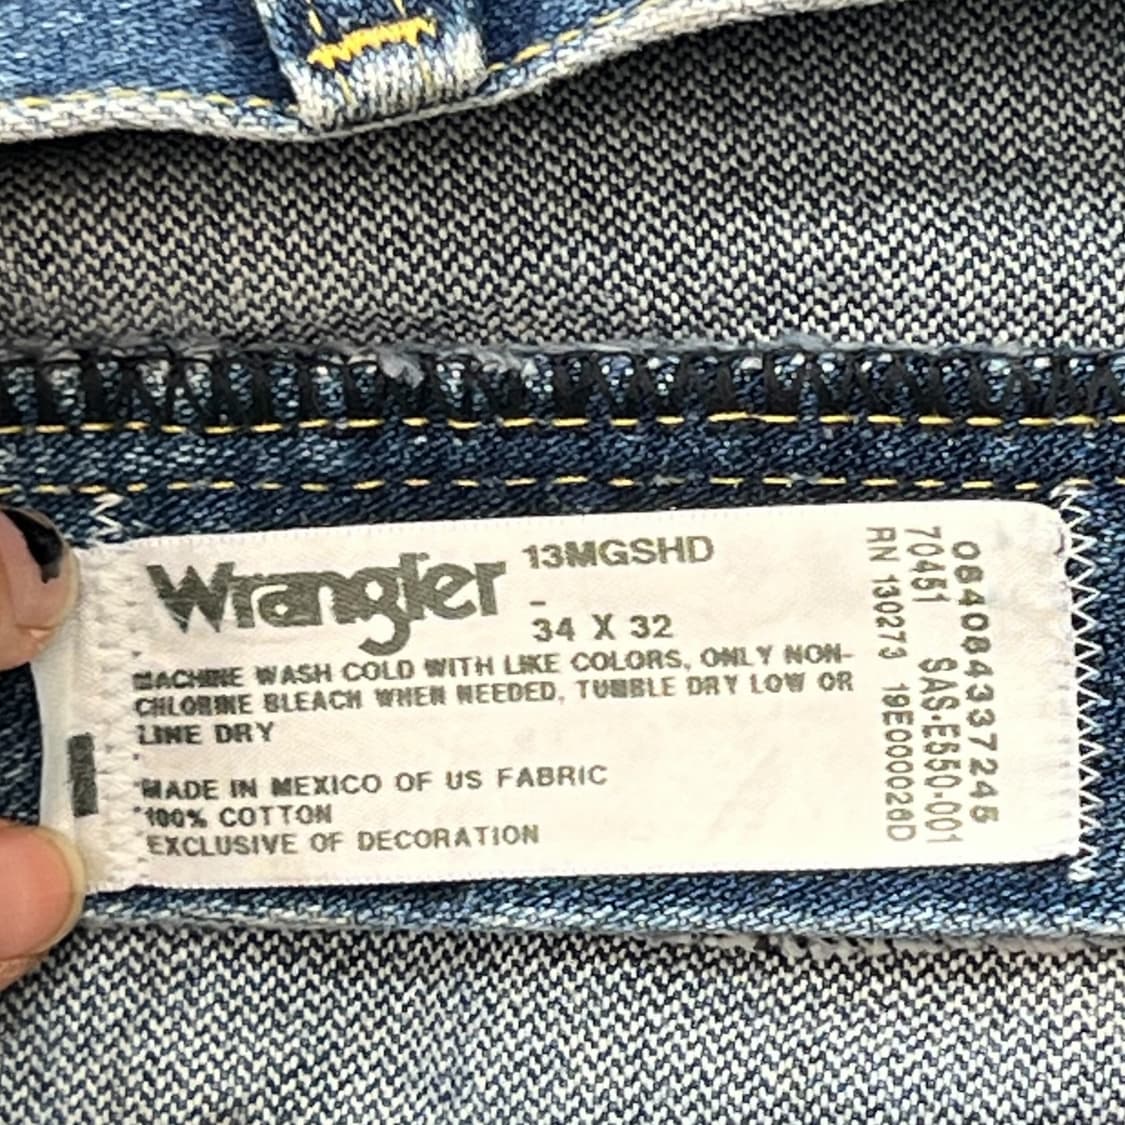 Wrangler
13MGSHD
-
34 X 32
MACHINE WASH COLD WITH LIKE COLORS, ONLY NON-
CHLORINE BLEACH WHEN NEEDED, TUMBLE DRY LOW OR
LINE DRY
MADE IN MEXICO OF US FABRIC
100% COTTON
EXCLUSIVE OF DECORATION
084084337245
70451 SAS-E550-001
RN 130273 19E000028D